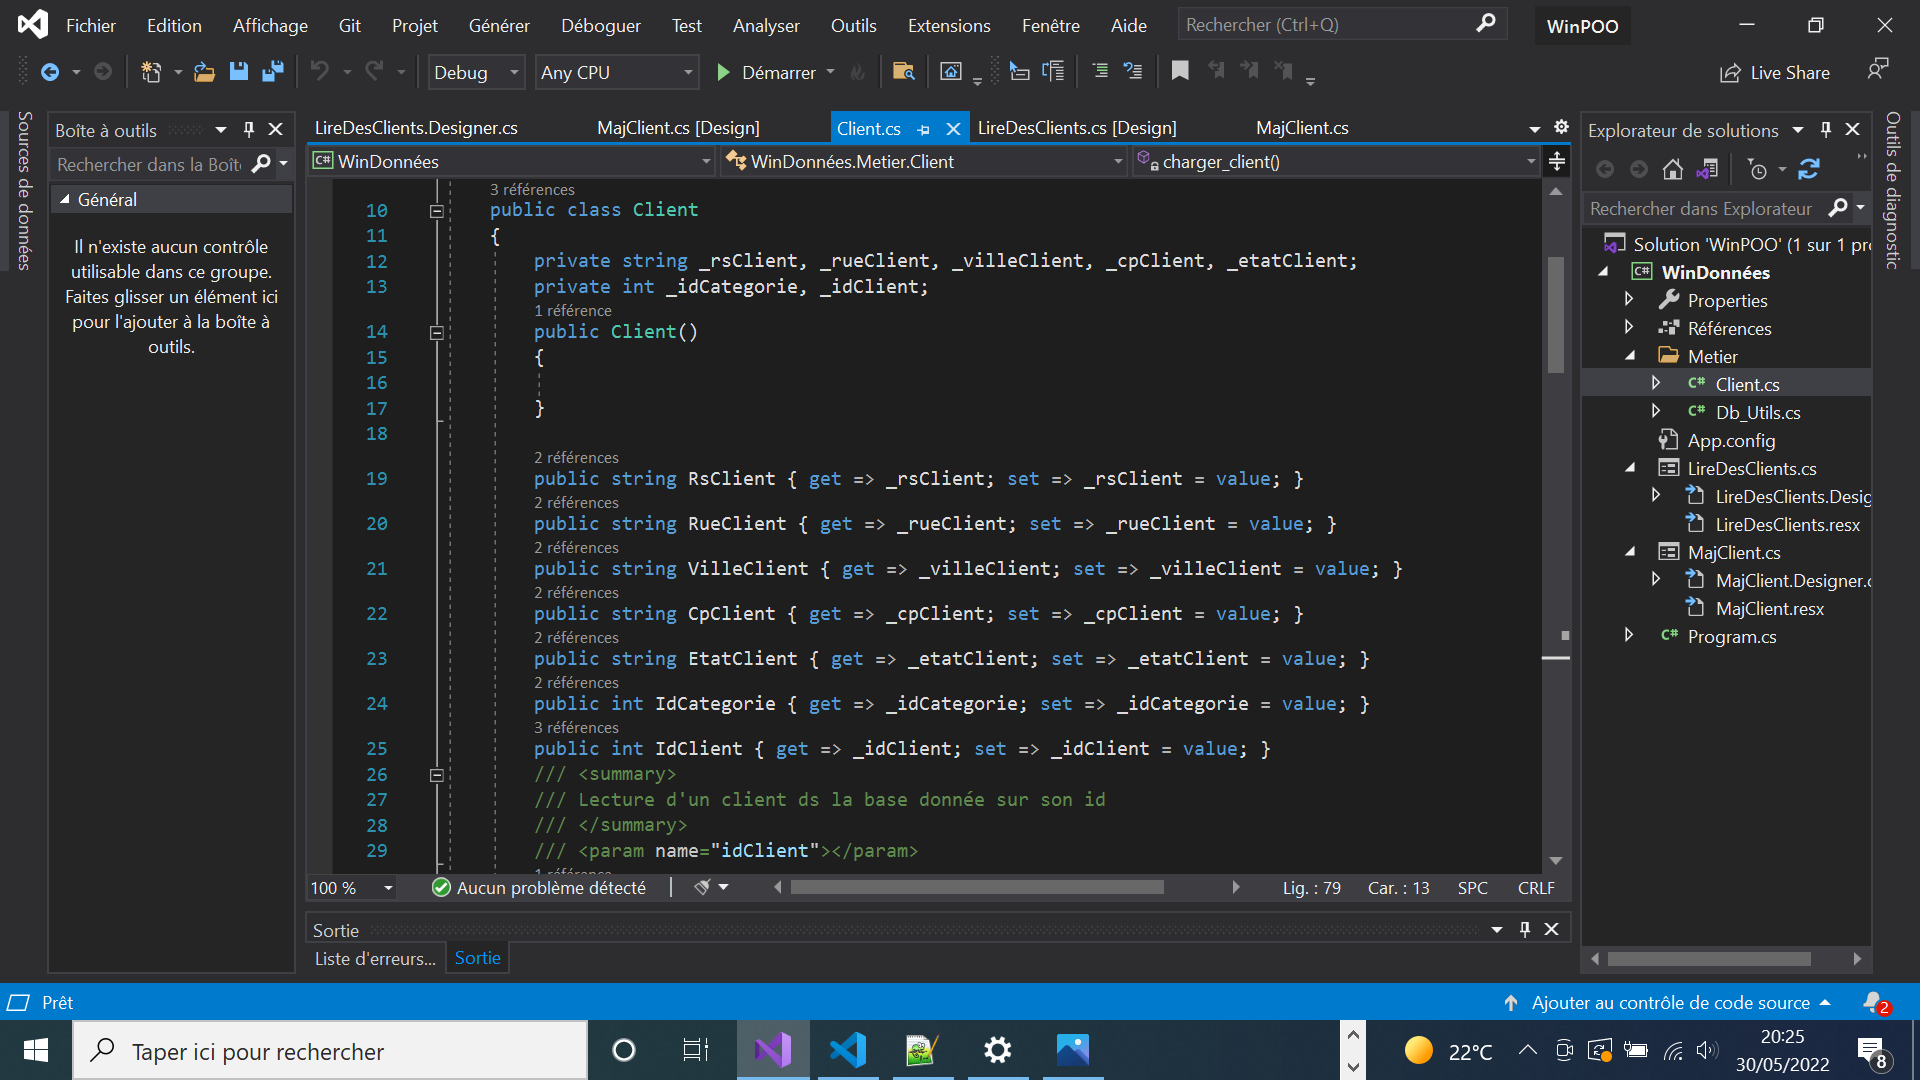 Fichier Edition Affichage Git Projet Générer Déboguer Test Analyser Outils Extensions Fenêtre Aide Rechercher (Ctrl+Q) WinPOO
Debug Any CPU Démarrer Live Share
Sources de données
Boîte à outils
Rechercher dans la Boît
Général
Il n'existe aucun contrôle
utilisable dans ce groupe.
Faites glisser un élément ici
pour l'ajouter à la boîte à
outils.
LireDesClients.Designer.cs MajClient.cs [Design] Client.cs LireDesClients.cs [Design] MajClient.cs
C# WinDonnées WinDonnées.Metier.Client charger_client()
3 références
10 public class Client
11 {
12 private string _rsClient, _rueClient, _villeClient, _cpClient, _etatClient;
13 private int _idCategorie, _idClient;
1 référence
14 public Client()
15 {
16
17 }
18
2 références
19 public string RsClient { get => _rsClient; set => _rsClient = value; }
2 références
20 public string RueClient { get => _rueClient; set => _rueClient = value; }
2 références
21 public string VilleClient { get => _villeClient; set => _villeClient = value; }
2 références
22 public string CpClient { get => _cpClient; set => _cpClient = value; }
2 références
23 public string EtatClient { get => _etatClient; set => _etatClient = value; }
2 références
24 public int IdCategorie { get => _idCategorie; set => _idCategorie = value; }
3 références
25 public int IdClient { get => _idClient; set => _idClient = value; }
26 /// <summary>
27 /// Lecture d'un client ds la base donnée sur son id
28 /// </summary>
29 /// <param name="idClient"></param>
100 % Aucun problème détecté Lig. : 79 Car. : 13 SPC CRLF
Sortie
Liste d'erreurs... Sortie
Explorateur de solutions
Rechercher dans Explorateur
Solution 'WinPOO' (1 sur 1 pro
C# WinDonnées
Properties
Références
Metier
C# Client.cs
C# Db_Utils.cs
App.config
LireDesClients.cs
LireDesClients.Desig
LireDesClients.resx
MajClient.cs
MajClient.Designer.c
MajClient.resx
C# Program.cs
Outils de diagnostic
Prêt Ajouter au contrôle de code source 2
Taper ici pour rechercher 22°C 20:25
30/05/2022 8